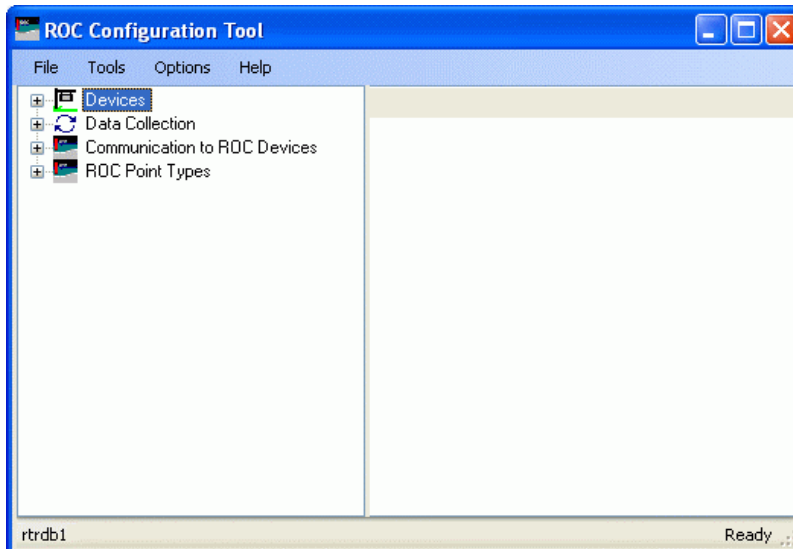 ROC Configuration Tool
File Tools Options Help
Devices
Data Collection
Communication to ROC Devices
ROC Point Types
rtrdb1 Ready